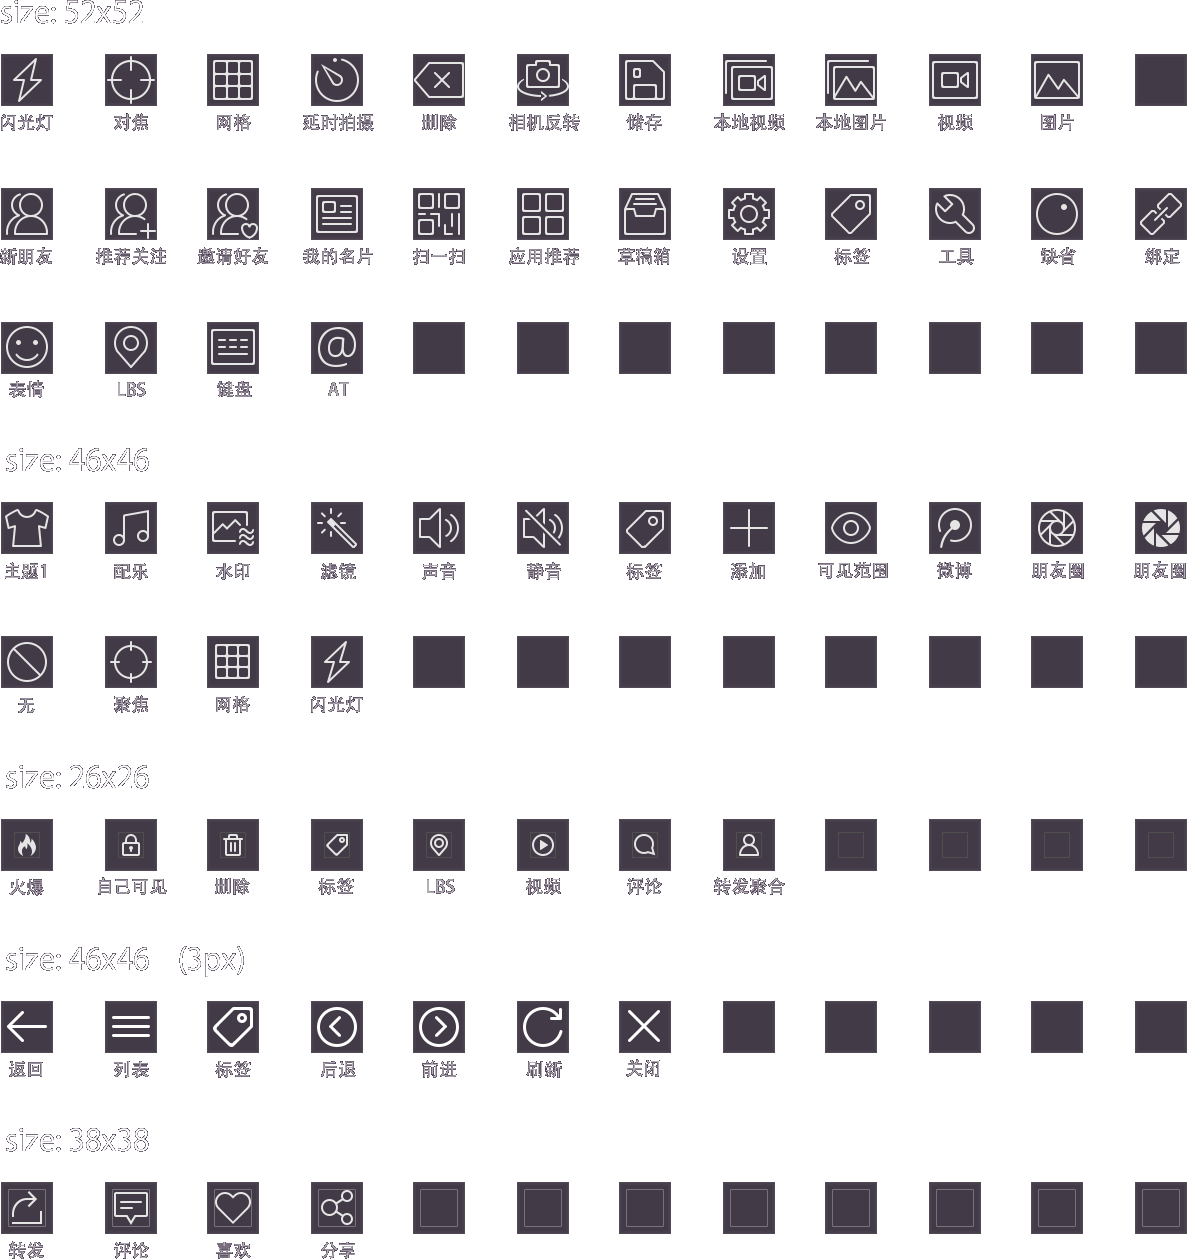 size: 52x52
闪光灯 对焦 网格 延时拍摄 删除 相机反转 储存 本地视频 本地图片 视频 图片
新朋友 推荐关注 邀请好友 我的名片 扫一扫 应用推荐 草稿箱 设置 标签 工具 缺省 绑定
表情 LBS 键盘 AT
size: 46x46
主题1 配乐 水印 滤镜 声音 静音 标签 添加 可见范围 微博 朋友圈 朋友圈
无 聚焦 网格 闪光灯
size: 26x26
火爆 自己可见 删除 标签 LBS 视频 评论 转发聚合
size: 46x46 (3px)
返回 列表 标签 后退 前进 刷新 关闭
size: 38x38
转发 评论 喜欢 分享